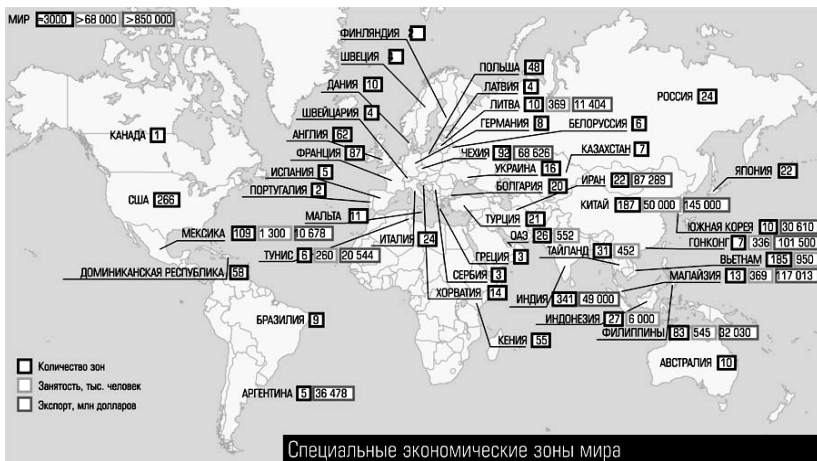 МИР ~3000 >68 000 >850 000
ФИНЛЯНДИЯ
ШВЕЦИЯ
ДАНИЯ 10
ШВЕЙЦАРИЯ 4
АНГЛИЯ 62
ФРАНЦИЯ 87
ИСПАНИЯ 5
ПОРТУГАЛИЯ 2
МАЛЬТА 11
ТУНИС 6 260 20 544
ИТАЛИЯ 24
ПОЛЬША 48
ЛАТВИЯ 4
ЛИТВА 10 369 11 404
ГЕРМАНИЯ 8
БЕЛОРУССИЯ 6
ЧЕХИЯ 92 68 626
УКРАИНА 16
БОЛГАРИЯ 20
ТУРЦИЯ 21
ГРЕЦИЯ 3
СЕРБИЯ 3
ХОРВАТИЯ 14
РОССИЯ 24
КАЗАХСТАН 7
ИРАН 22 87 289
КИТАЙ 187 50 000 145 000
ЯПОНИЯ 22
ЮЖНАЯ КОРЕЯ 10 30 610
ГОНКОНГ 7 336 101 500
ОАЭ 26 552
ТАЙЛАНД 31 452
ВЬЕТНАМ 185 950
МАЛАЙЗИЯ 13 369 117 013
ИНДИЯ 341 49 000
ИНДОНЕЗИЯ 27 6 000
ФИЛИППИНЫ 83 545 32 030
КЕНИЯ 55
АВСТРАЛИЯ 10
КАНАДА 1
США 266
МЕКСИКА 109 1 300 10 678
ДОМИНИКАНСКАЯ РЕСПУБЛИКА 58
БРАЗИЛИЯ 9
АРГЕНТИНА 5 36 478
Количество зон
Занятость, тыс. человек
Экспорт, млн долларов
Специальные экономические зоны мира